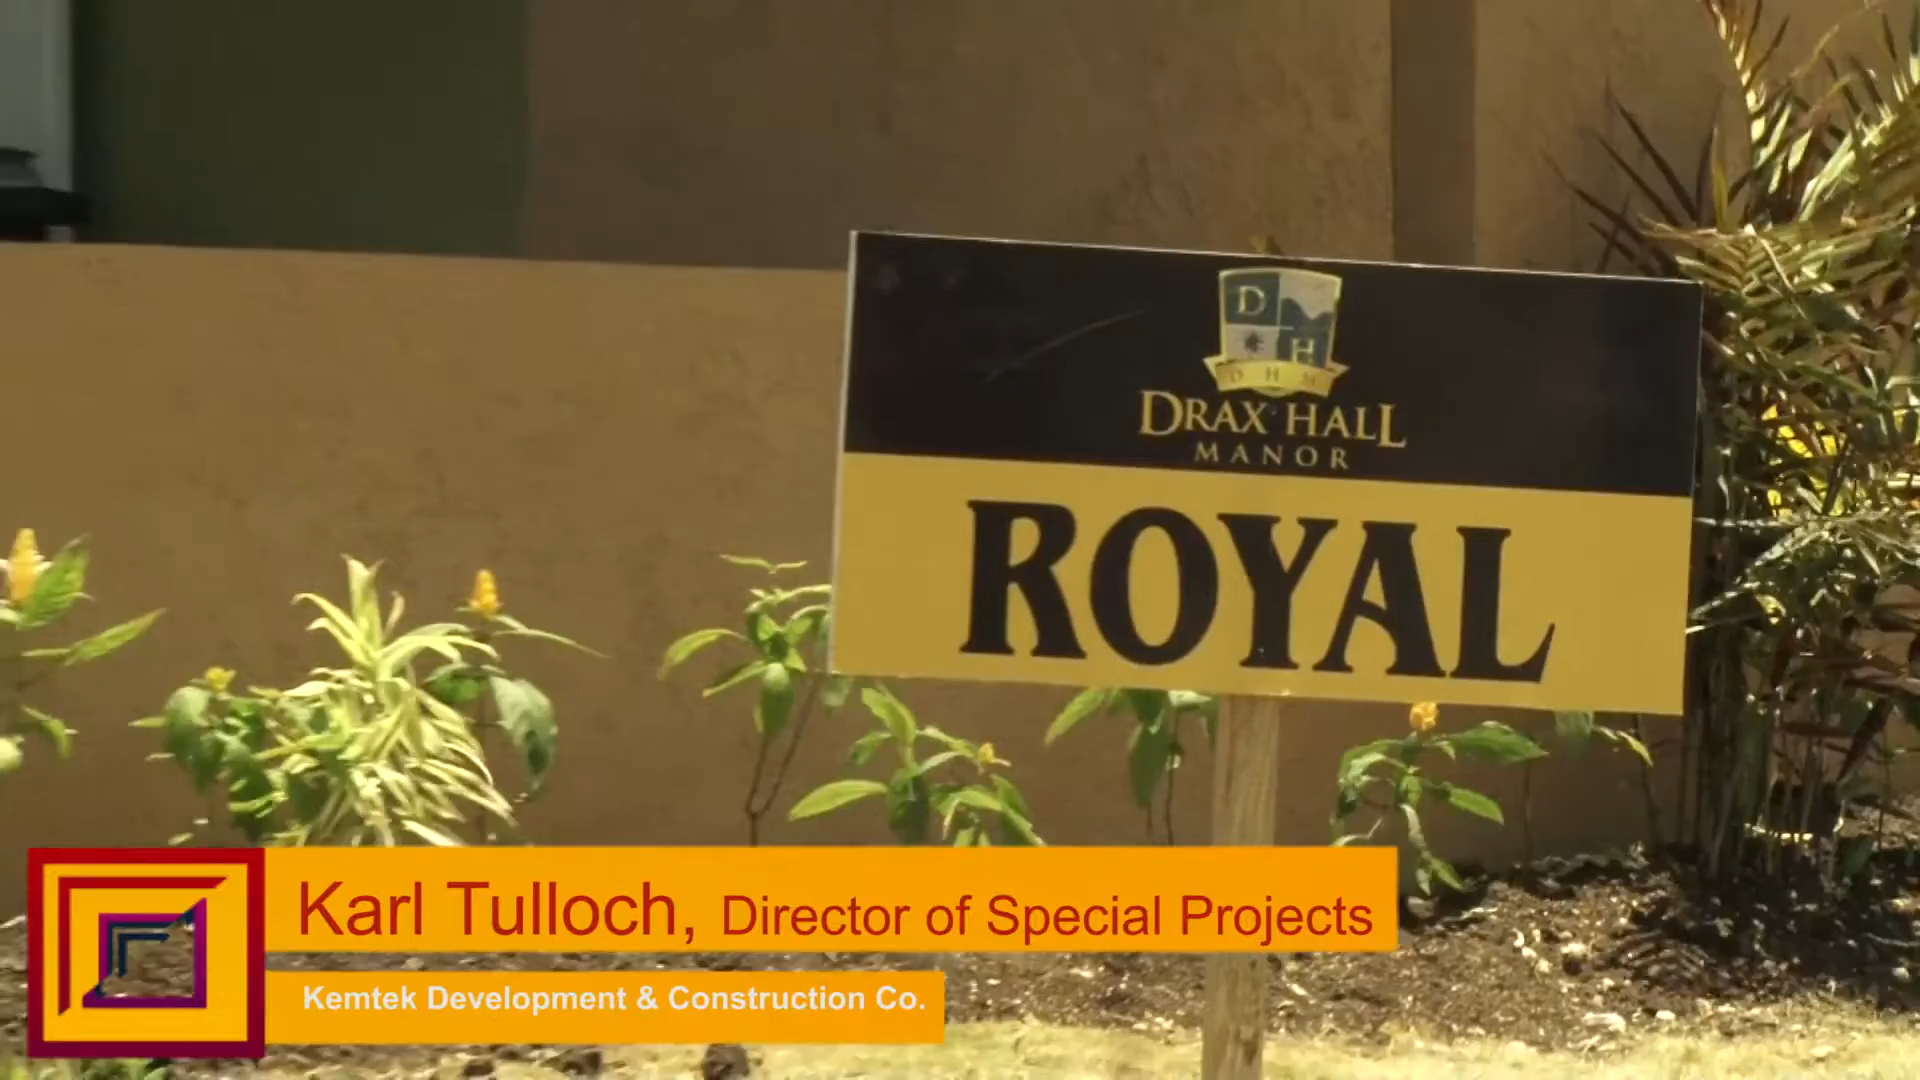 D
H
D H M
DRAX HALL
MANOR
ROYAL
Karl Tulloch, Director of Special Projects
Kemtek Development & Construction Co.